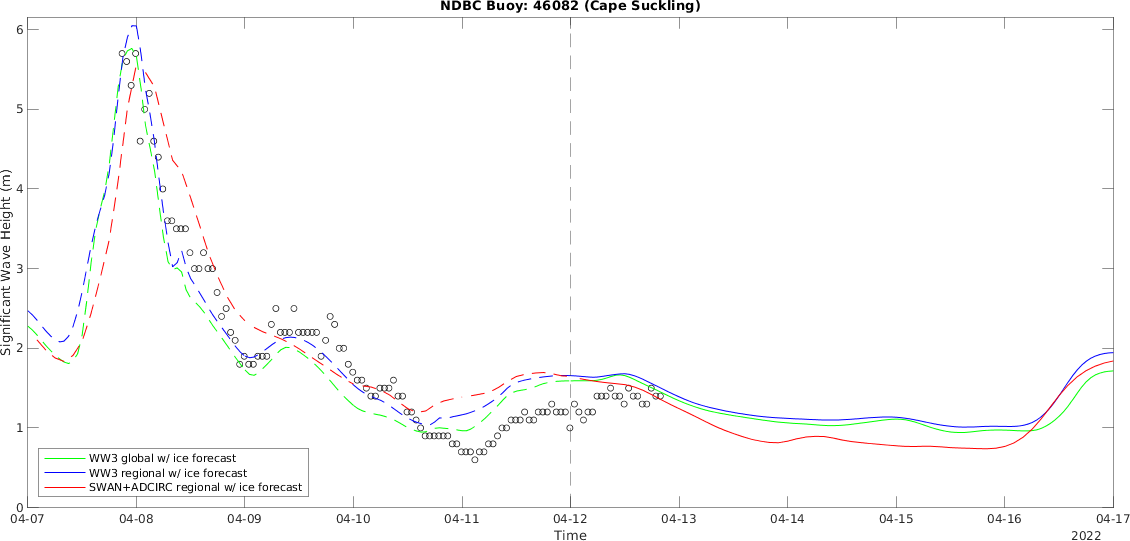 NDBC Buoy: 46082 (Cape Suckling)
6
5
4
3
2
1
0
Significant Wave Height (m)
WW3 global w/ ice forecast
WW3 regional w/ ice forecast
SWAN+ADCIRC regional w/ ice forecast
04-07 04-08 04-09 04-10 04-11 04-12 04-13 04-14 04-15 04-16 04-17
Time
2022